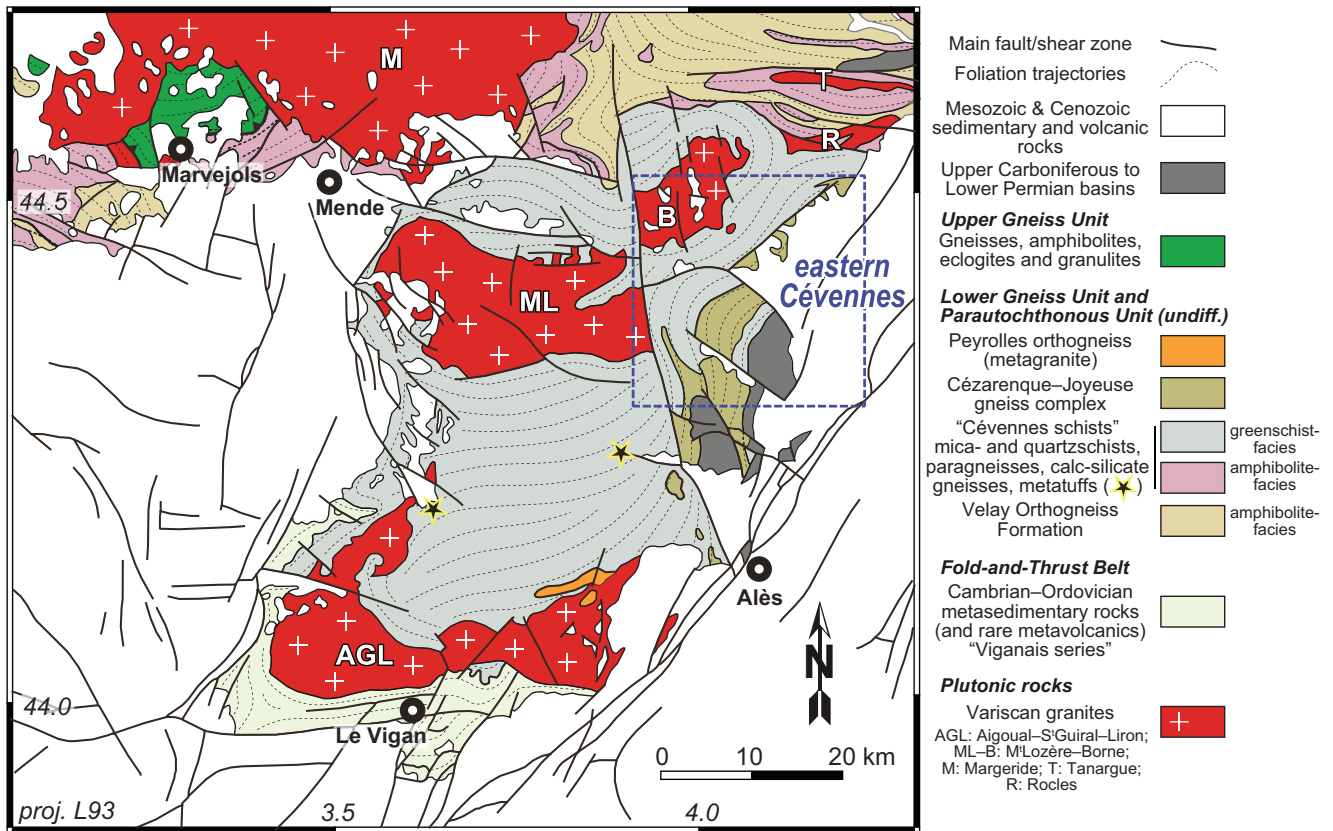 M
T
R
Marvejols
Mende
44.5
B
eastern
Cévennes
ML
Alès
AGL
N
44.0
Le Vigan
0 10 20 km
proj. L93
3.5
4.0
Main fault/shear zone
Foliation trajectories
Mesozoic & Cenozoic
sedimentary and volcanic
rocks
Upper Carboniferous to
Lower Permian basins
Upper Gneiss Unit
Gneisses, amphibolites,
eclogites and granulites
Lower Gneiss Unit and
Parautochthonous Unit (undiff.)
Peyrolles orthogneiss
(metagranite)
Cézarenque–Joyeuse
gneiss complex
“Cévennes schists”
mica- and quartzschists,
paragneisses, calc-silicate
gneisses, metatuffs ( )
greenschist-
facies
amphibolite-
facies
Velay Orthogneiss
Formation
amphibolite-
facies
Fold-and-Thrust Belt
Cambrian–Ordovician
metasedimentary rocks
(and rare metavolcanics)
“Viganais series”
Plutonic rocks
Variscan granites
AGL: Aigoual–StGuiral–Liron;
ML–B: MtLozère–Borne;
M: Margeride; T: Tanargue;
R: Rocles